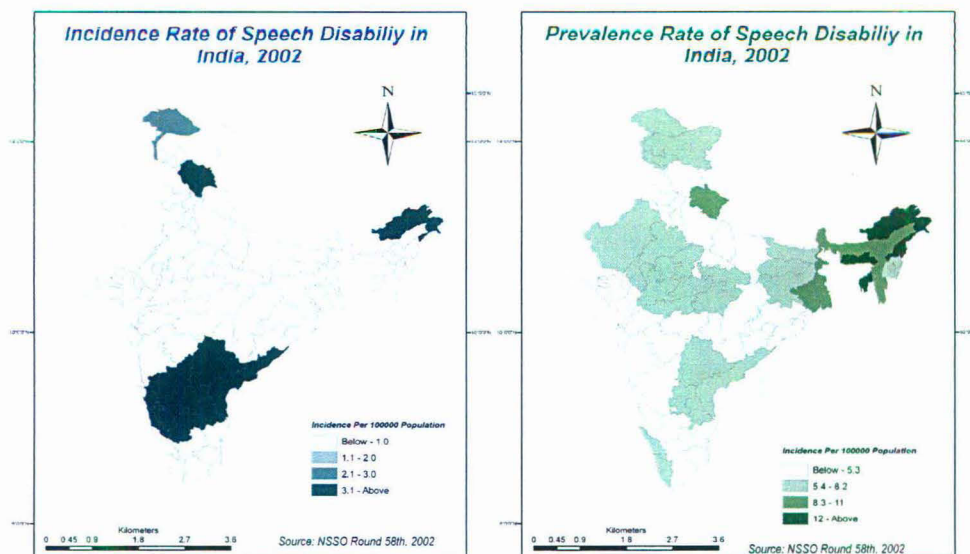 Incidence Rate of Speech Disabiliy in
India, 2002
N
Incidence Per 100000 Population
Below - 1.0
1.1 - 2.0
2.1 - 3.0
3.1 - Above
Kilometers
0 0.45 0.9 1.8 2.7 3.6
Source: NSSO Round 58th, 2002
Prevalence Rate of Speech Disabiliy in
India, 2002
N
Incidence Per 100000 Population
Below - 5.3
5.4 - 8.2
8.3 - 11
12 - Above
Kilometers
0 0.45 0.9 1.8 2.7 3.6
Source: NSSO Round 58th, 2002